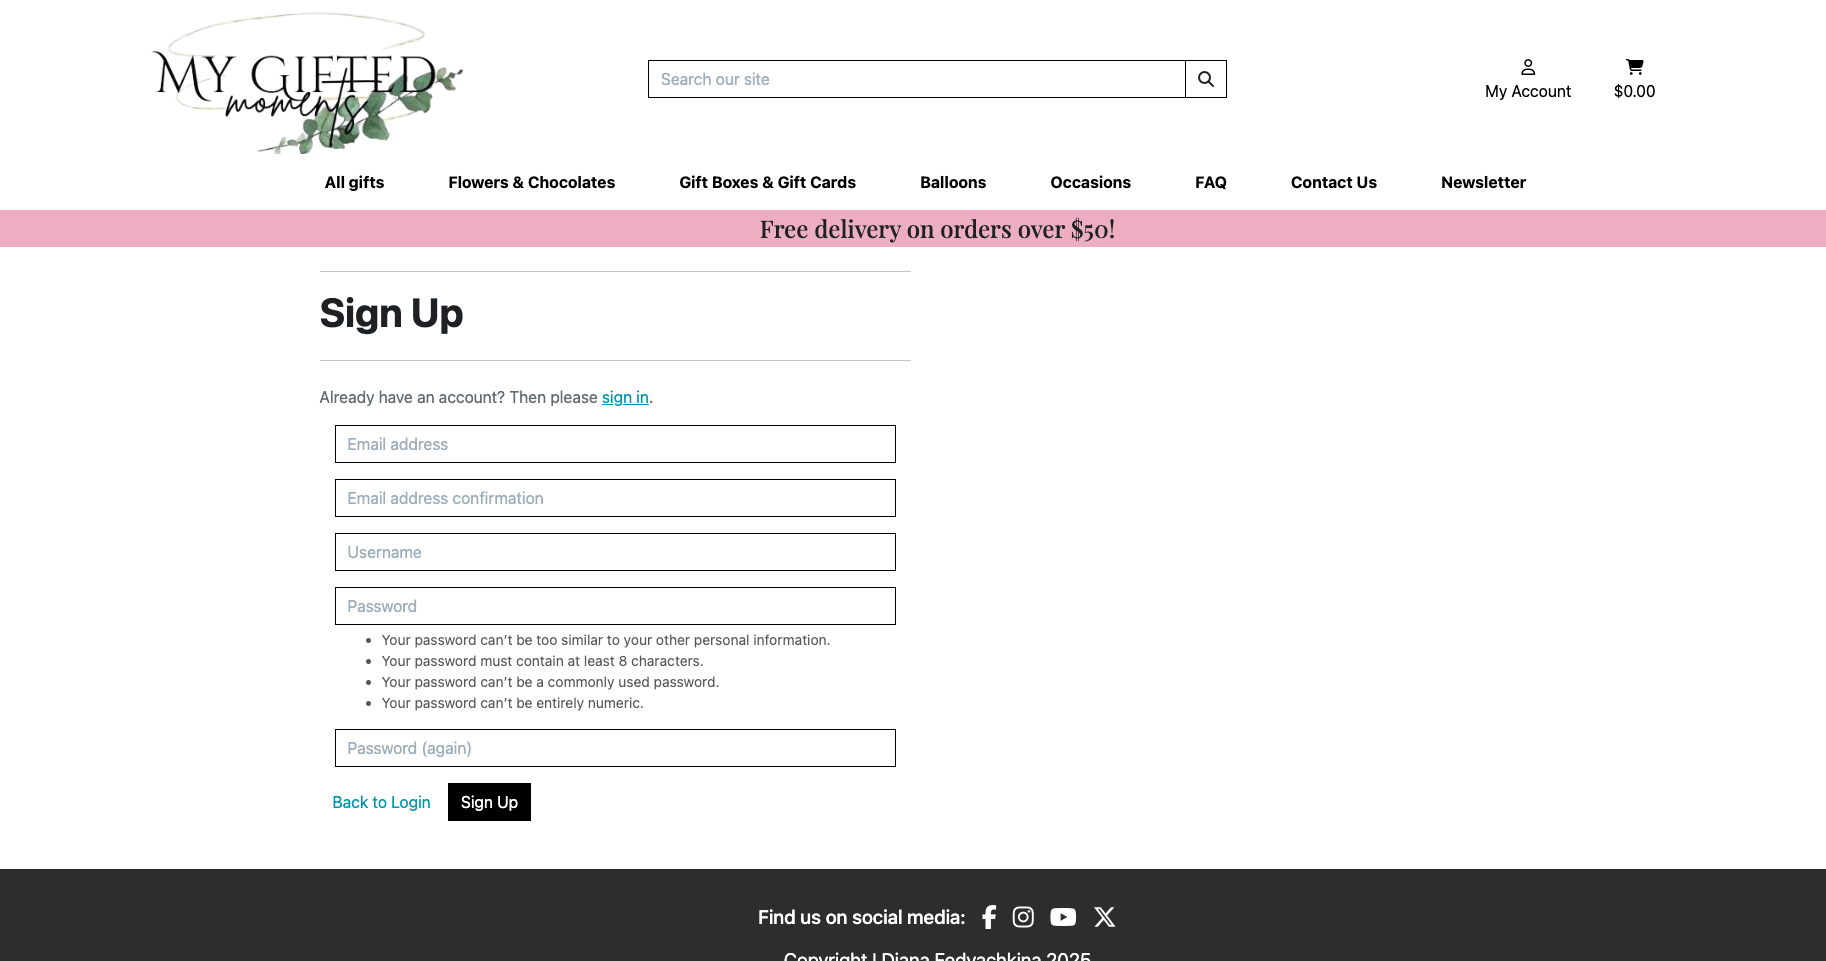 MY GIFTED
moments
Search our site
My Account
$0.00
All gifts
Flowers & Chocolates
Gift Boxes & Gift Cards
Balloons
Occasions
FAQ
Contact Us
Newsletter
Free delivery on orders over $50!
Sign Up
Already have an account? Then please sign in.
Email address
Email address confirmation
Username
Password
Your password can't be too similar to your other personal information.
Your password must contain at least 8 characters.
Your password can't be a commonly used password.
Your password can't be entirely numeric.
Password (again)
Back to Login
Sign Up
Find us on social media:
Copyright | Diana Fedyachkina 2025